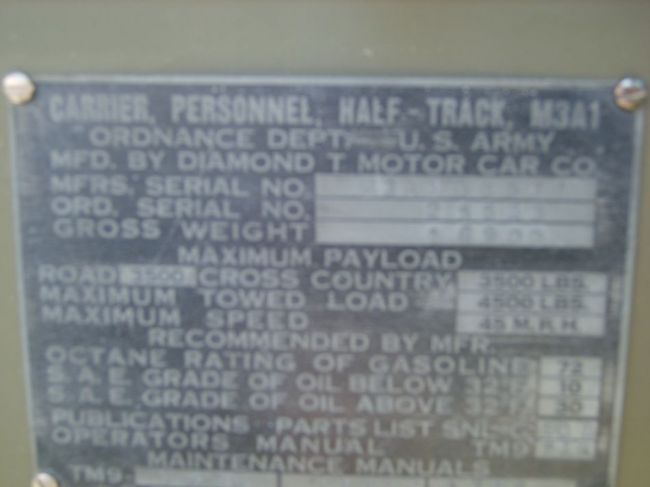 CARRIER, PERSONNEL, HALF-TRACK, M3A1
ORDNANCE DEPT. U.S. ARMY
MFD. BY DIAMOND T MOTOR CAR CO.
MFRS. SERIAL NO.
ORD. SERIAL NO.
GROSS WEIGHT
MAXIMUM PAYLOAD
ROAD 3500 CROSS COUNTRY 3500 LBS.
MAXIMUM TOWED LOAD 4500 LBS.
MAXIMUM SPEED 45 M.P.H.
RECOMMENDED BY MFR.
OCTANE RATING OF GASOLINE 72
S.A.E. GRADE OF OIL BELOW 32°F. 10
S.A.E. GRADE OF OIL ABOVE 32°F. 30
PUBLICATIONS PARTS LIST SNL
OPERATORS MANUAL TM9
MAINTENANCE MANUALS
TM9